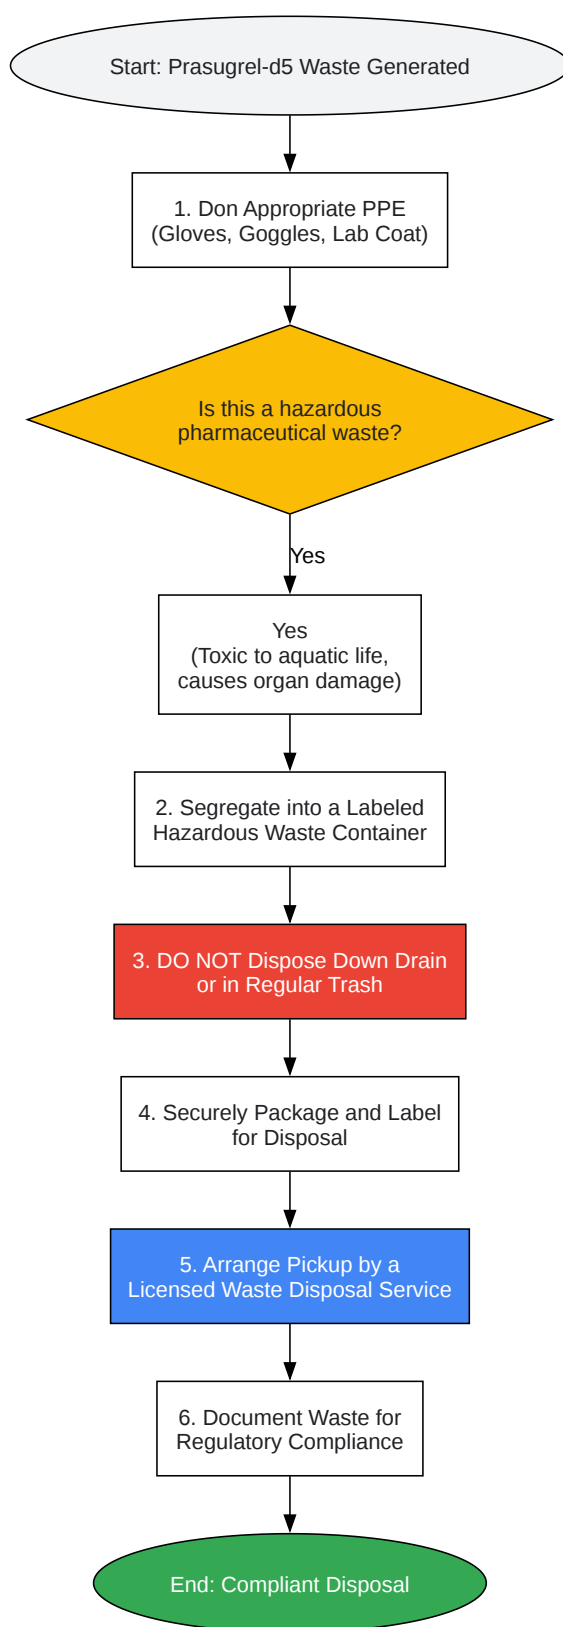 Start: Prasugrel-d5 Waste Generated
1. Don Appropriate PPE
(Gloves, Goggles, Lab Coat)
Is this a hazardous
pharmaceutical waste?
Yes
Yes
(Toxic to aquatic life,
causes organ damage)
2. Segregate into a Labeled
Hazardous Waste Container
3. DO NOT Dispose Down Drain
or in Regular Trash
4. Securely Package and Label
for Disposal
5. Arrange Pickup by a
Licensed Waste Disposal Service
6. Document Waste for
Regulatory Compliance
End: Compliant Disposal